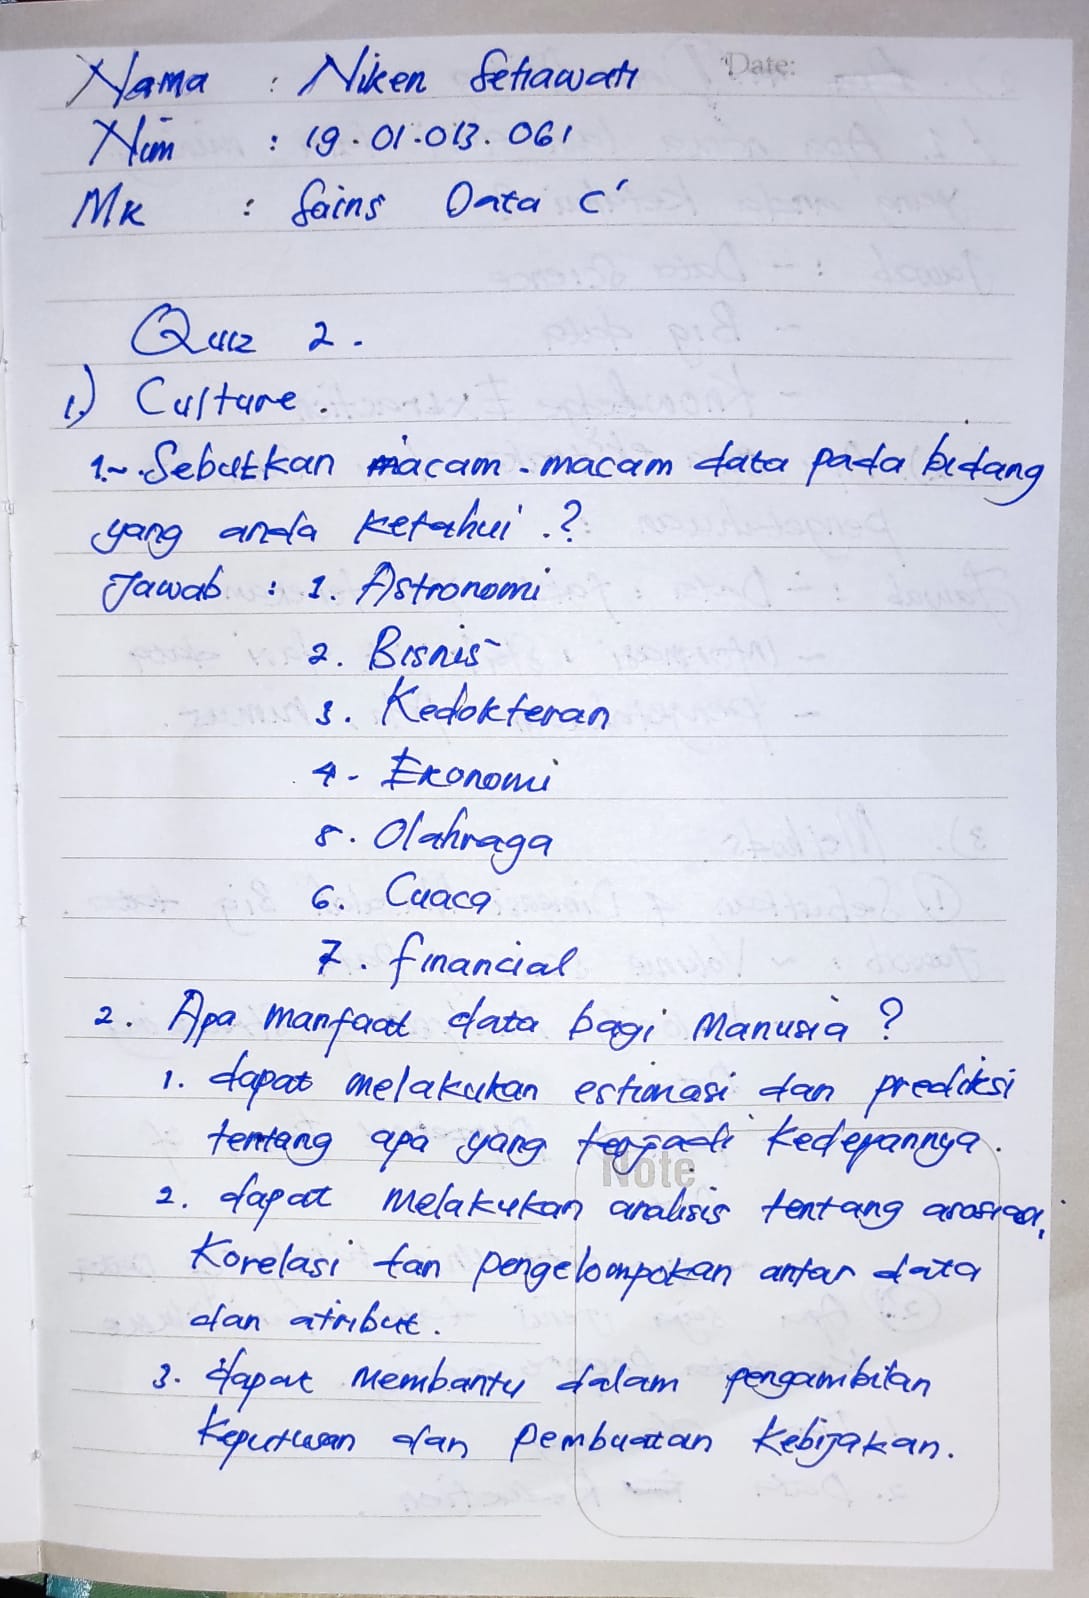 Date:
Nama : Niken Setiawati
Nim : 19.01.013.061
MK : Sains Data C'
Quiz 2.
1.) Culture.
1. Sebutkan macam-macam data pada bidang
yang anda ketahui.?
Jawab : 1. Astronomi
2. Bisnis
3. Kedokteran
4. Ekonomi
5. Olahraga
6. Cuaca
7. financial
2. Apa manfaat data bagi Manusia ?
1. dapat melakukan estimasi dan prediksi
tentang apa yang terjadi kedepannya.
Note
2. dapat melakukan analisis tentang
Korelasi dan pengelompokan antar data
dan atribut.
3. dapat Membantu dalam pengambilan
Keputusan dan pembuatan kebijakan.